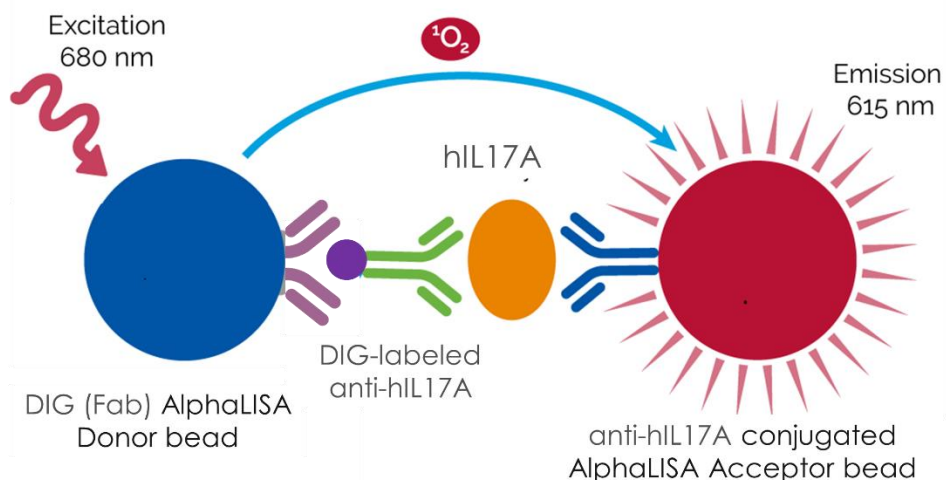 Excitation
680 nm
¹O₂
Emission
615 nm
hIL17A
DIG-labeled
anti-hIL17A
DIG (Fab) AlphaLISA
Donor bead
anti-hIL17A conjugated
AlphaLISA Acceptor bead